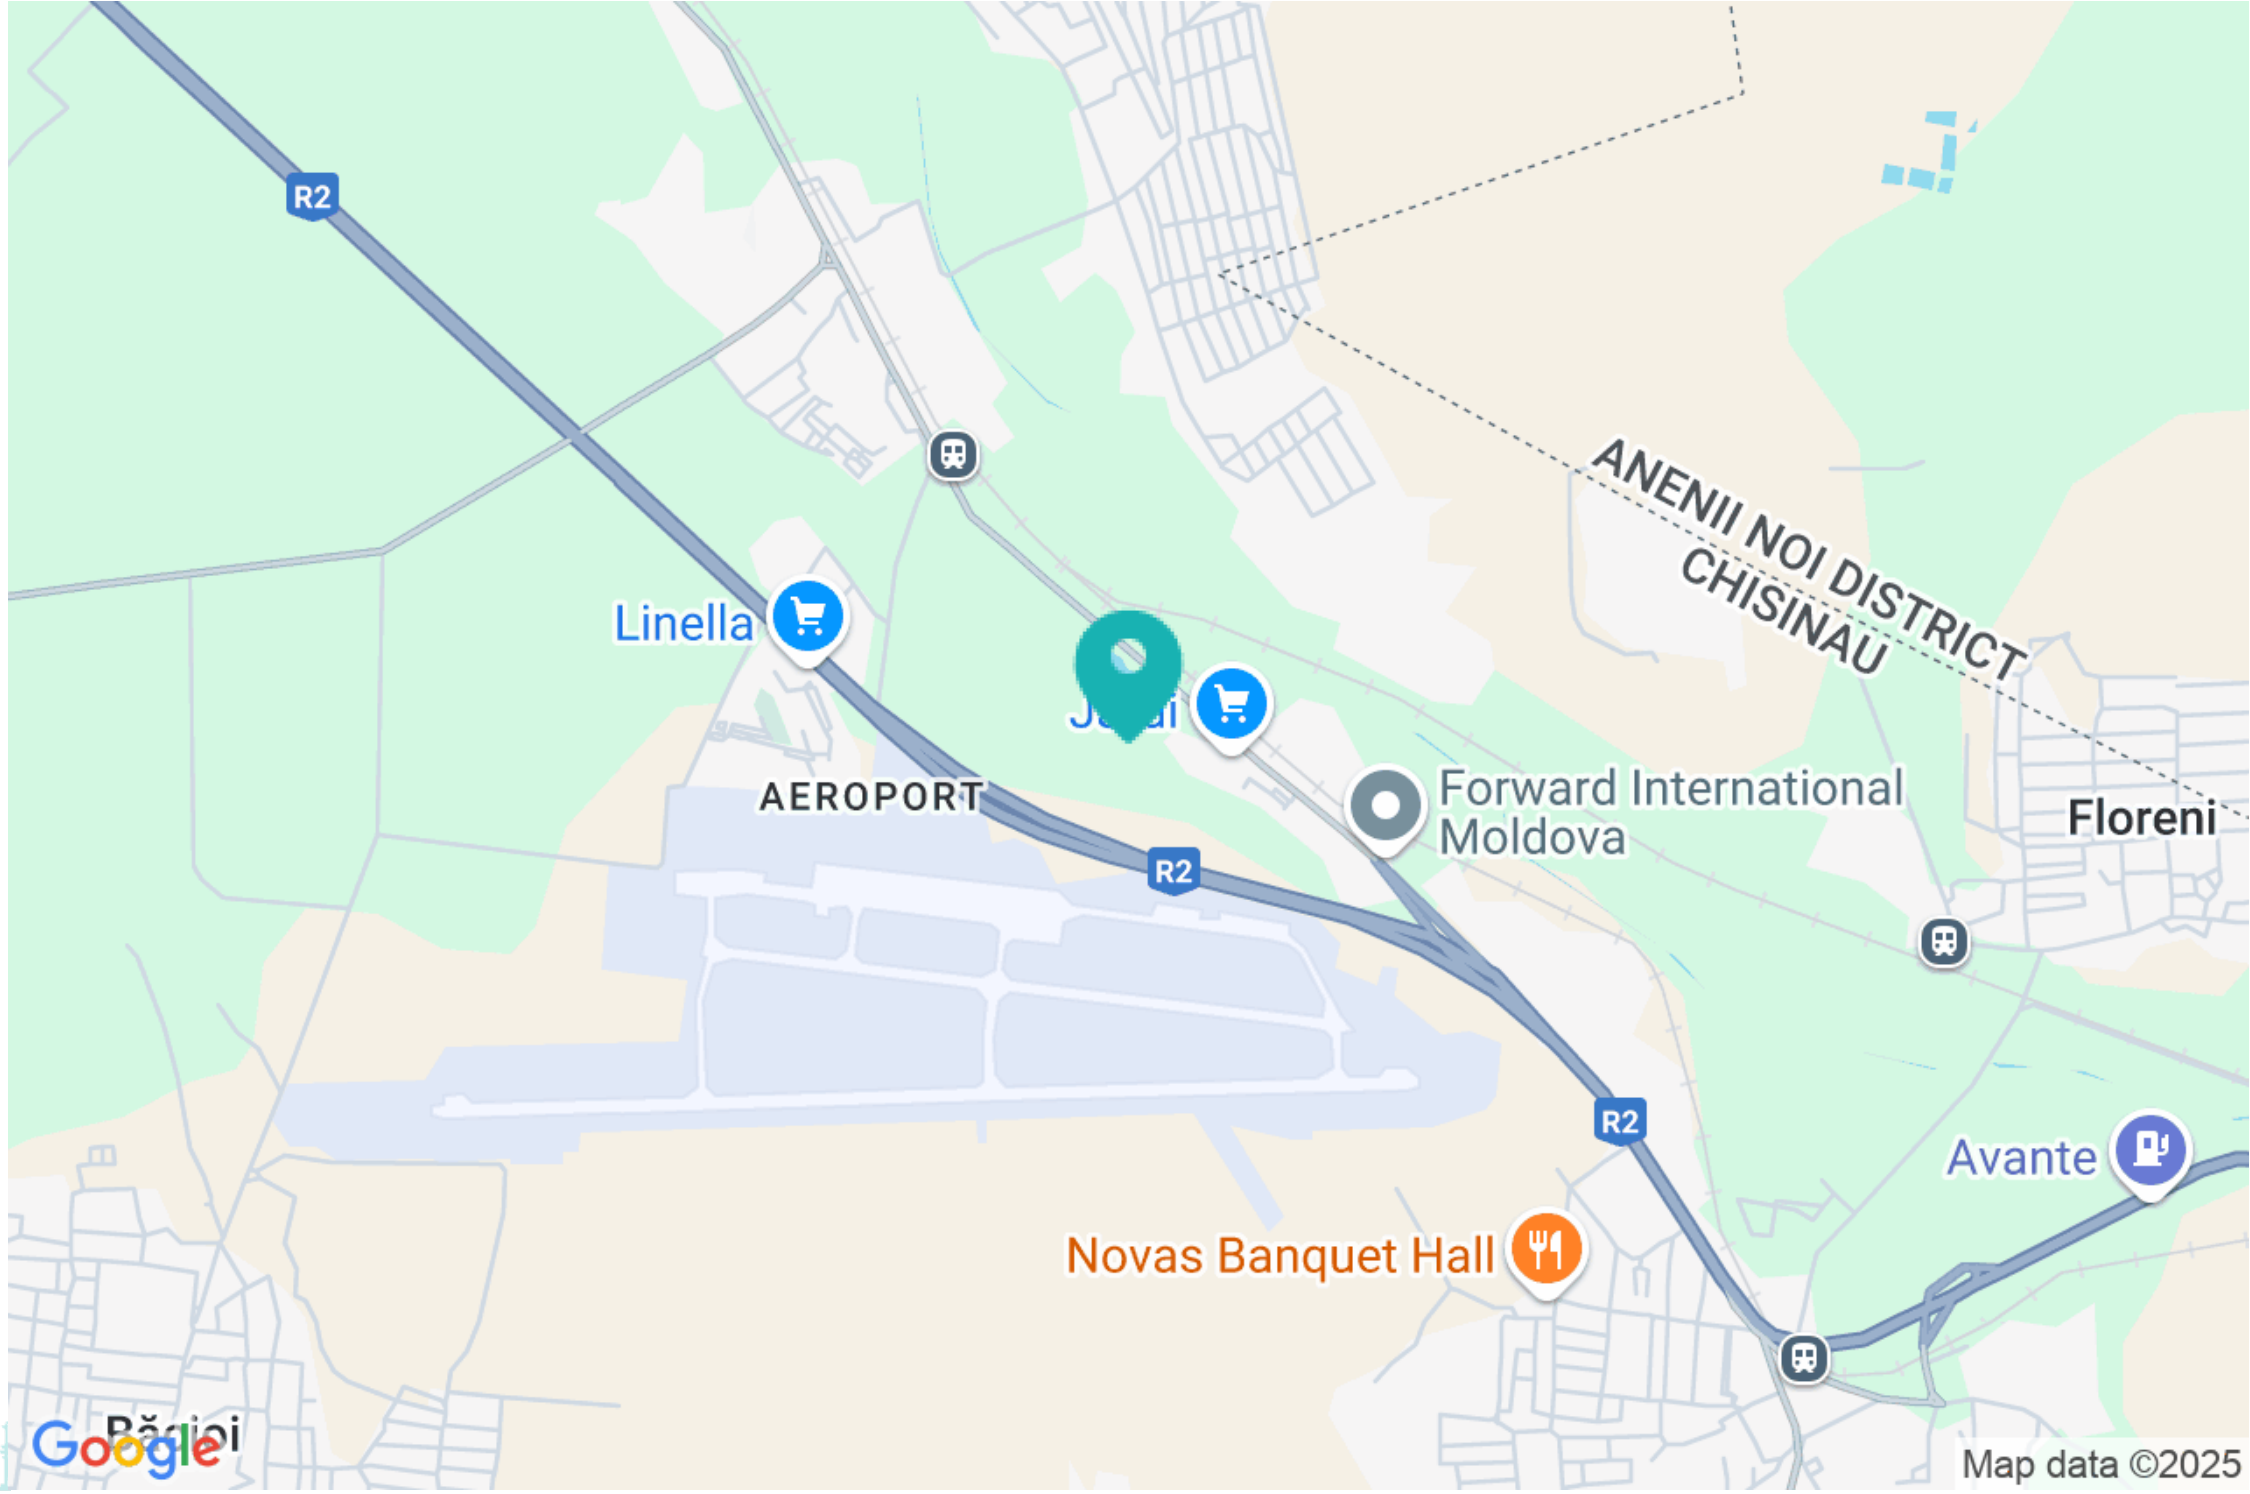 R2
ANENII NOI DISTRICT
CHISINAU
Linella
Forward International
Moldova
AEROPORT
Floreni
R2
R2
Avante
Novas Banquet Hall
Google
Map data ©2025